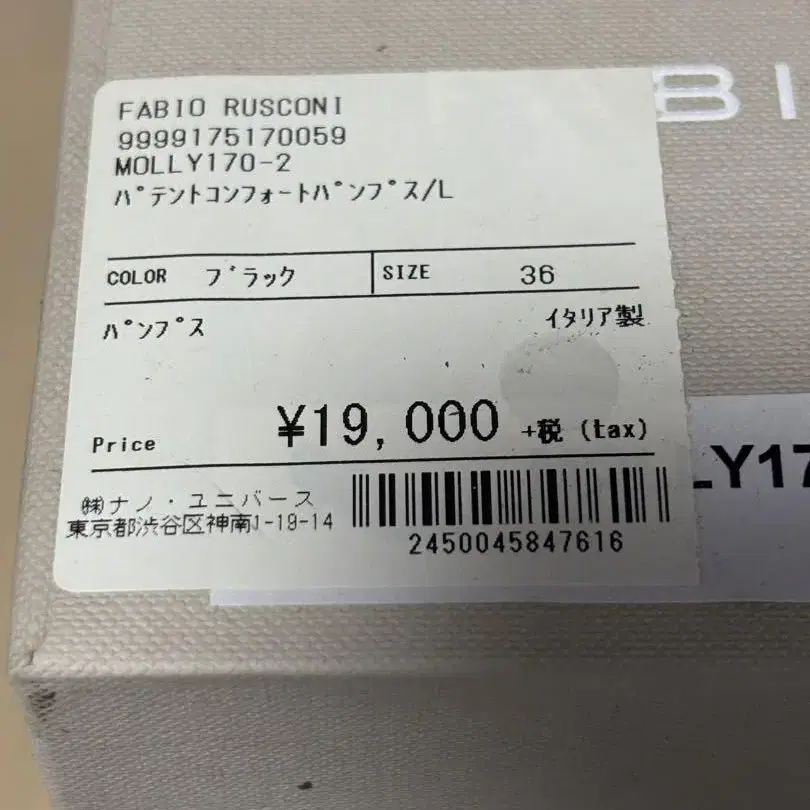 BI
FABIO RUSCONI
9999175170059
MOLLY170-2
パテントコンフォートパンプス/L
COLOR ブラック SIZE 36
パンプス イタリア製
Price ¥19,000 +税 (tax)
㈱ナノ・ユニバース
東京都渋谷区神南1-19-14
2450045847616
LY17